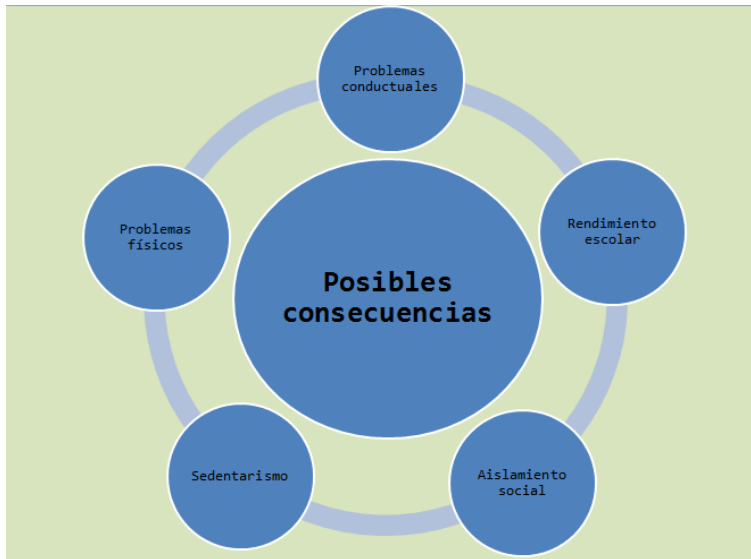 Problemas
conductuales
Rendimiento
escolar
Aislamiento
social
Sedentarismo
Problemas
físicos
Posibles
consecuencias